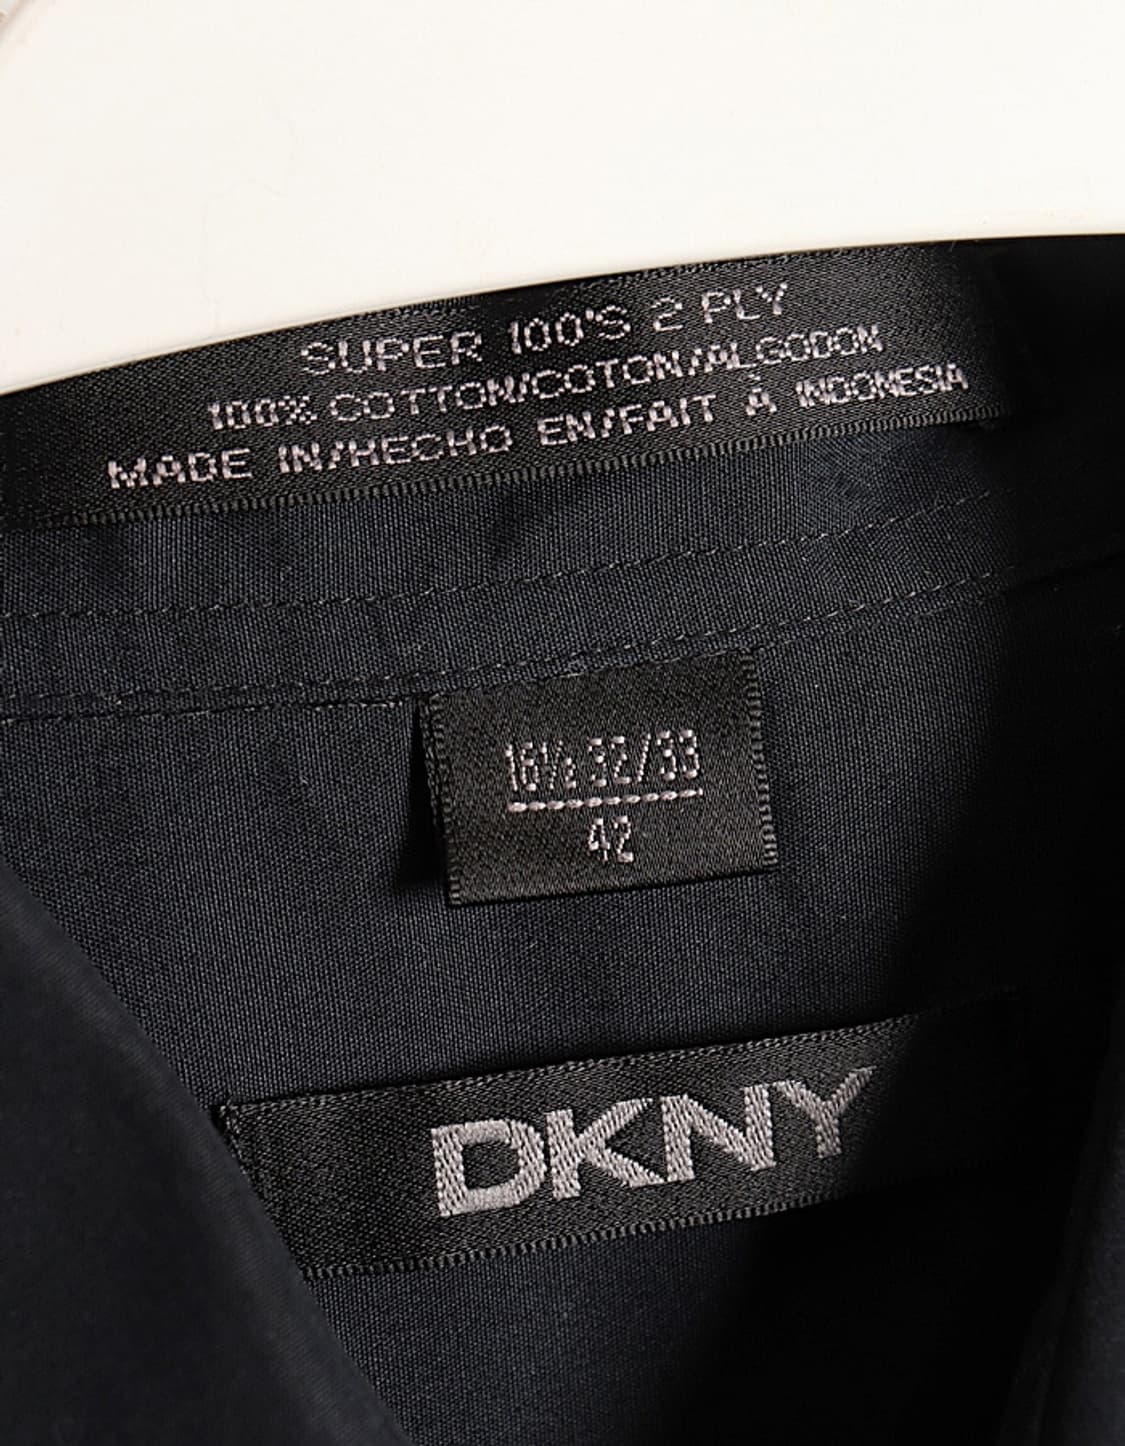 SUPER 100'S 2 PLY
100% COTTON/COTON/ALGODON
MADE IN/HECHO EN/FAIT À INDONESIA
16½ 32/33
42
DKNY